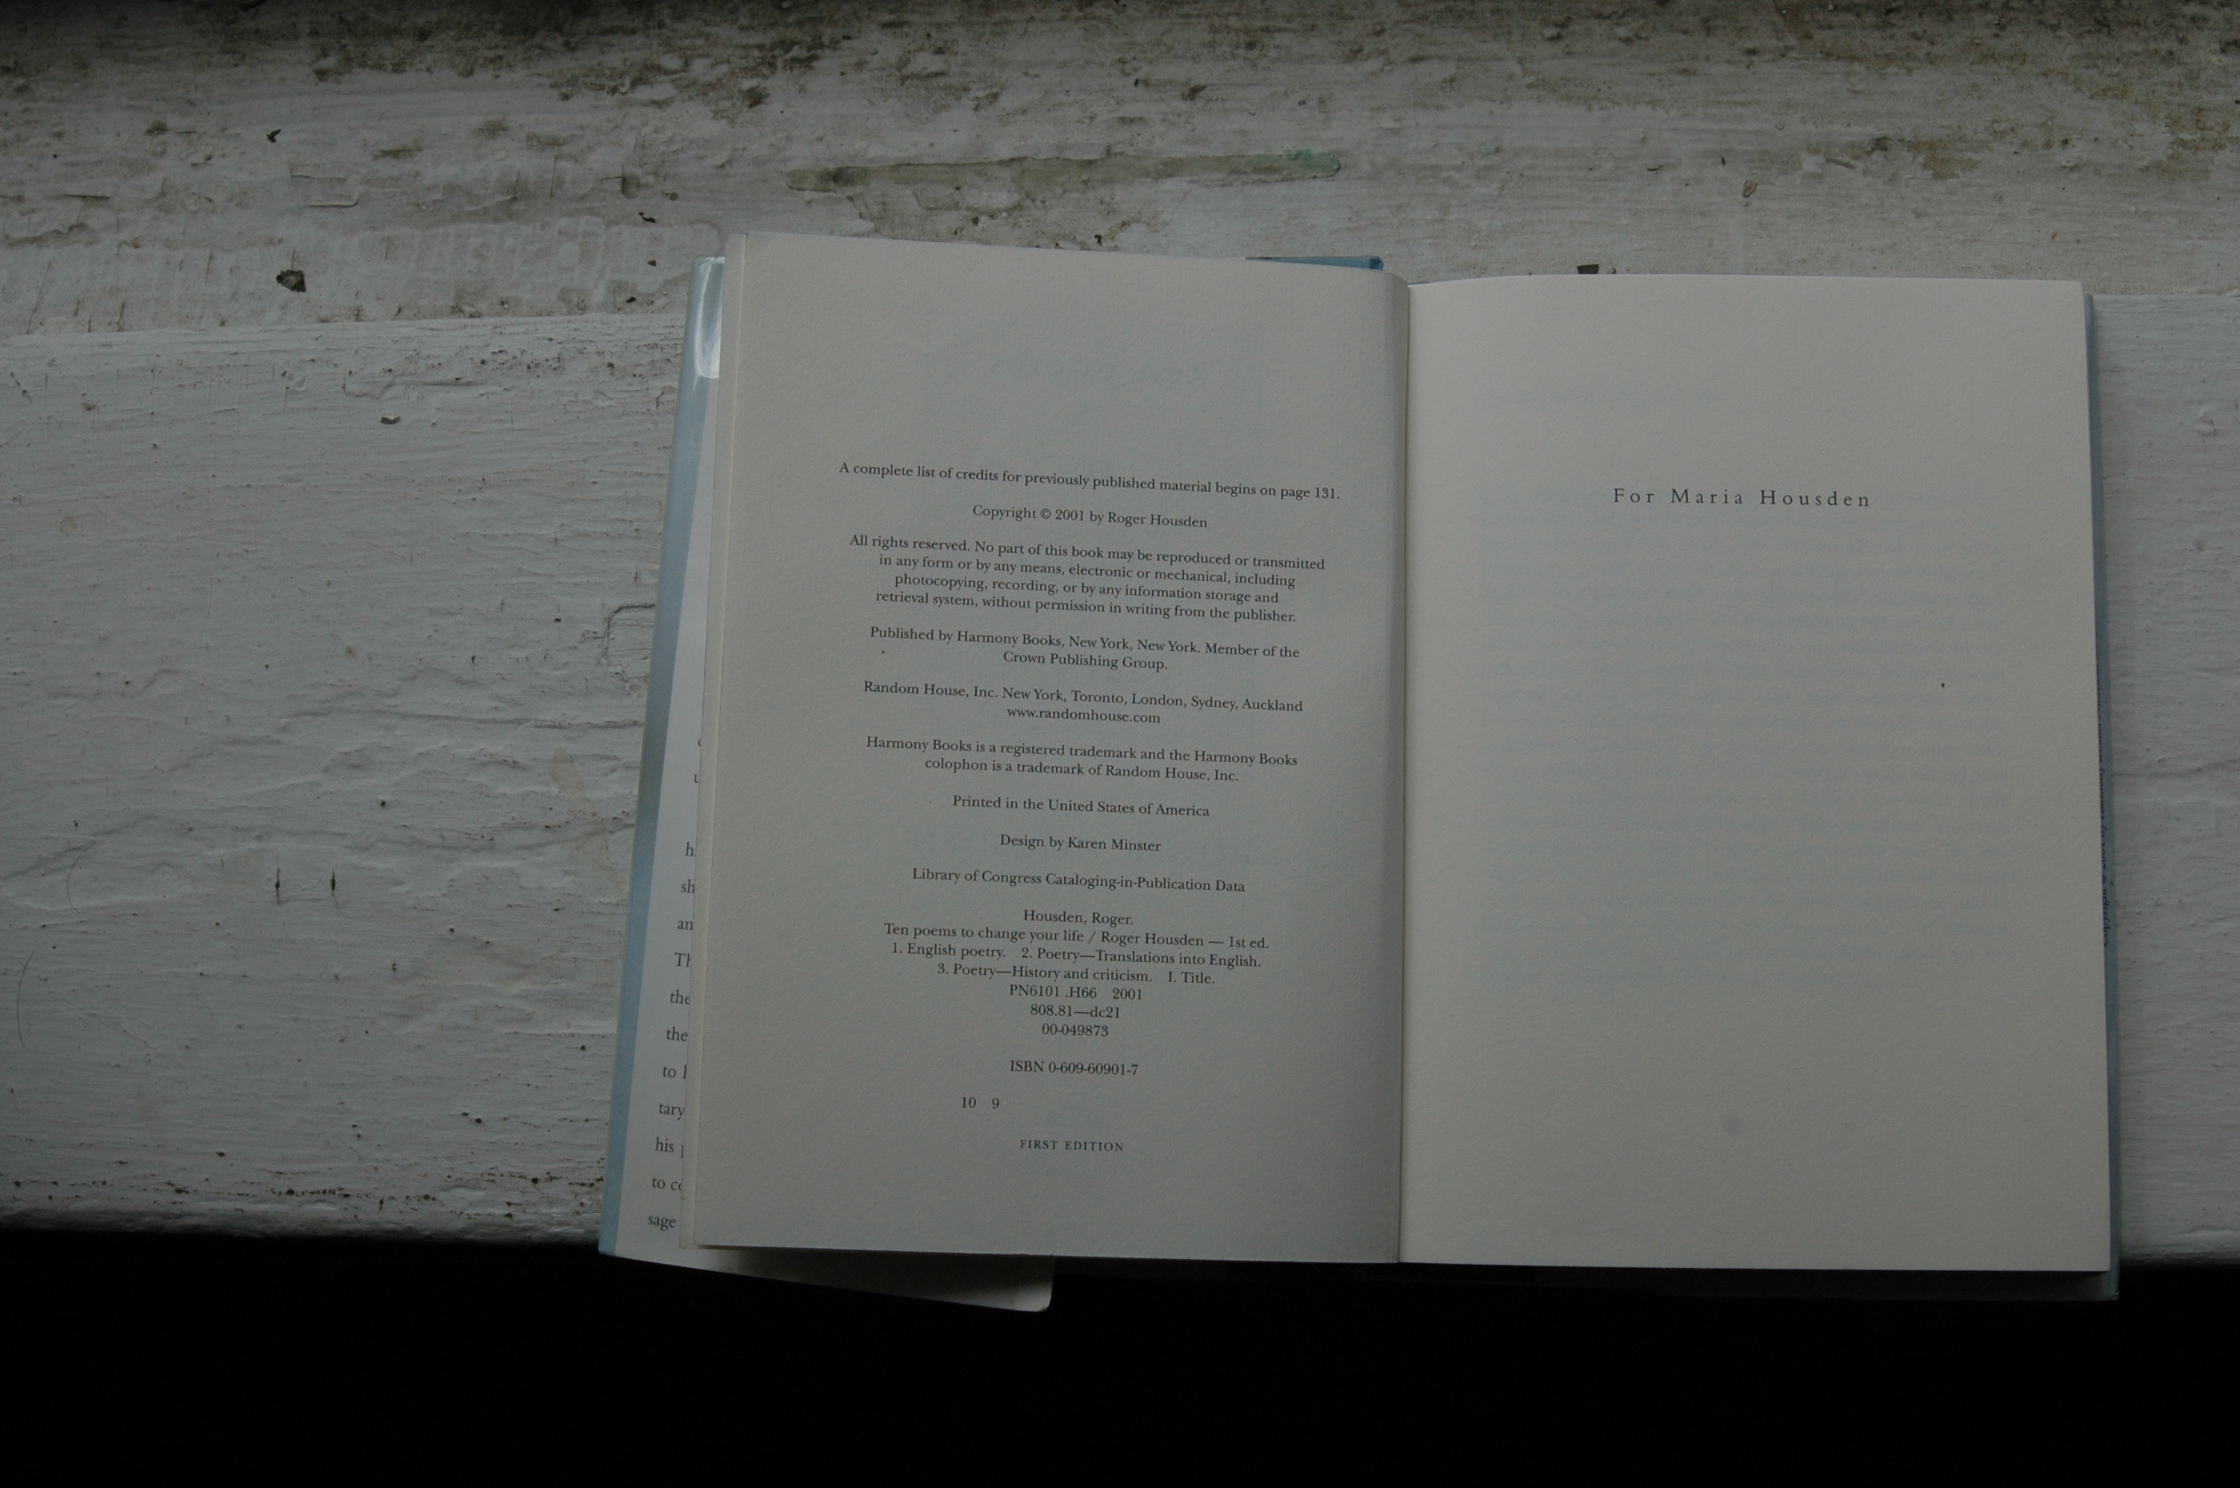 A complete list of credits for previously published material begins on page 131.
Copyright © 2001 by Roger Housden
All rights reserved. No part of this book may be reproduced or transmitted
in any form or by any means, electronic or mechanical, including
photocopying, recording, or by any information storage and
retrieval system, without permission in writing from the publisher.
Published by Harmony Books, New York, New York. Member of the
Crown Publishing Group.
Random House, Inc. New York, Toronto, London, Sydney, Auckland
www.randomhouse.com
Harmony Books is a registered trademark and the Harmony Books
colophon is a trademark of Random House, Inc.
Printed in the United States of America
Design by Karen Minster
Library of Congress Cataloging-in-Publication Data
Housden, Roger.
Ten poems to change your life / Roger Housden — 1st ed.
1. English poetry. 2. Poetry—Translations into English.
3. Poetry—History and criticism. I. Title.
PN6101 .H66 2001
808.81—dc21
00-049873
ISBN 0-609-60901-7
10 9
FIRST EDITION
For Maria Housden
the
the
to
tary
his
to
sage